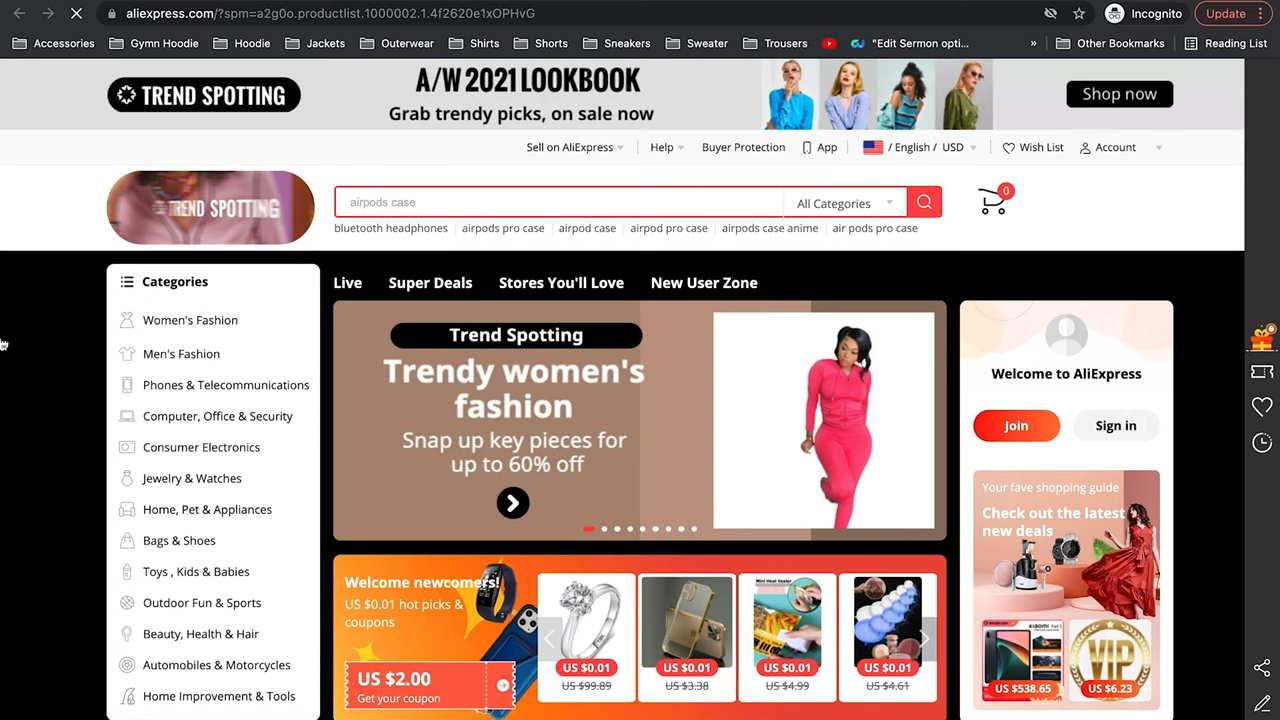 aliexpress.com/?spm=a2g0o.productlist.1000002.1.4f2620e1xOPHvG
Incognito
Update
Accessories
Gymn Hoodie
Hoodie
Jackets
Outerwear
Shirts
Shorts
Sneakers
Sweater
Trousers
"Edit Sermon opti...
»
Other Bookmarks
Reading List
TREND SPOTTING
A/W 2021 LOOKBOOK
Grab trendy picks, on sale now
Shop now
Sell on AliExpress
Help
Buyer Protection
App
/ English / USD
Wish List
Account
TREND SPOTTING
airpods case
All Categories
0
bluetooth headphones
airpods pro case
airpod case
airpod pro case
airpods case anime
air pods pro case
Categories
Women's Fashion
Men's Fashion
Phones & Telecommunications
Computer, Office & Security
Consumer Electronics
Jewelry & Watches
Home, Pet & Appliances
Bags & Shoes
Toys , Kids & Babies
Outdoor Fun & Sports
Beauty, Health & Hair
Automobiles & Motorcycles
Home Improvement & Tools
Live
Super Deals
Stores You'll Love
New User Zone
Trend Spotting
Trendy women's
fashion
Snap up key pieces for
up to 60% off
Welcome to AliExpress
Join
Sign in
Your fave shopping guide
Check out the latest
new deals
US $538.65
VIP
US $6.23
Welcome newcomers!
US $0.01 hot picks &
coupons
US $2.00
Get your coupon
US $0.01
US $99.89
US $0.01
US $3.38
Mini Heat Sealer
US $0.01
US $4.99
US $0.01
US $4.61